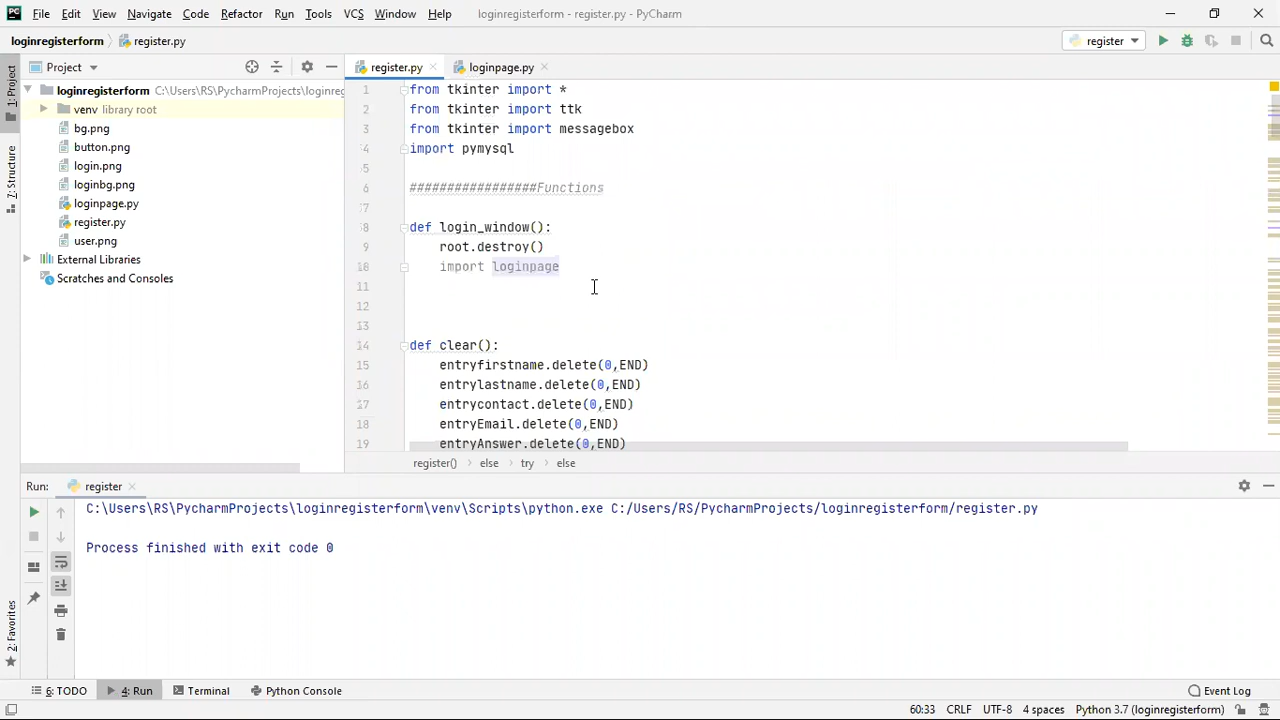 File Edit View Navigate Code Refactor Run Tools VCS Window Help loginregisterform - register.py - PyCharm
loginregisterform register.py register
Project register.py loginpage.py
1: Project
2: Structure
2: Favorites
loginregisterform C:\Users\RS\PycharmProjects\loginreg
venv library root
bg.png
button.png
login.png
loginbg.png
loginpage.py
register.py
user.png
External Libraries
Scratches and Consoles
1 from tkinter import *
2 from tkinter import ttk
3 from tkinter import messagebox
4 import pymysql
5
6 #################Functions
7
8 def login_window():
9 root.destroy()
10 import loginpage
11
12
13
14 def clear():
15 entryfirstname.delete(0,END)
16 entrylastname.delete(0,END)
17 entrycontact.delete(0,END)
18 entryEmail.delete(0,END)
19 entryAnswer.delete(0,END)
register() else try else
Run: register
C:\Users\RS\PycharmProjects\loginregisterform\venv\Scripts\python.exe C:/Users/RS/PycharmProjects/loginregisterform/register.py
Process finished with exit code 0
6: TODO 4: Run Terminal Python Console Event Log
60:33 CRLF UTF-8 4 spaces Python 3.7 (loginregisterform)